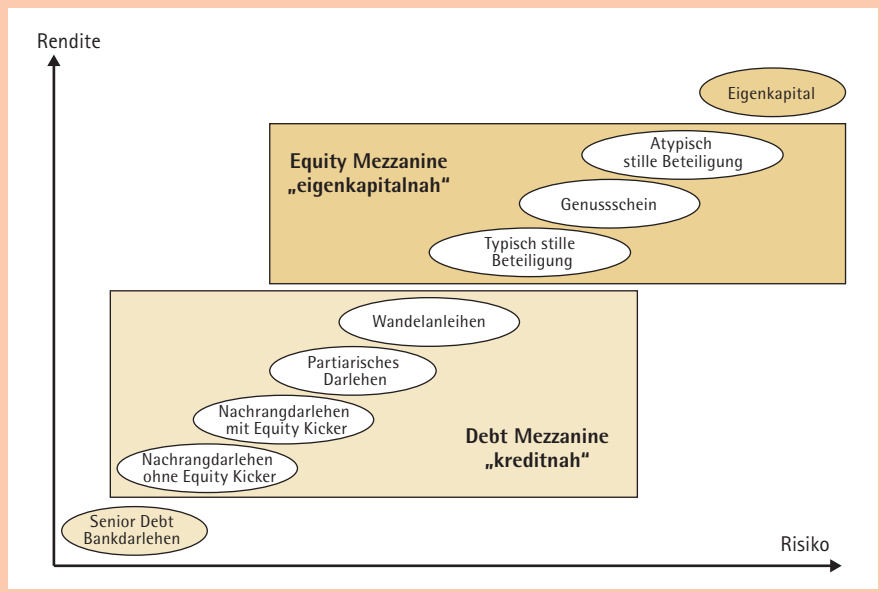 Rendite
Eigenkapital
Equity Mezzanine
„eigenkapitalnah“
Atypisch
stille Beteiligung
Genussschein
Typisch stille
Beteiligung
Wandelanleihen
Partiarisches
Darlehen
Nachrangdarlehen
mit Equity Kicker
Debt Mezzanine
„kreditnah“
Nachrangdarlehen
ohne Equity Kicker
Senior Debt
Bankdarlehen
Risiko